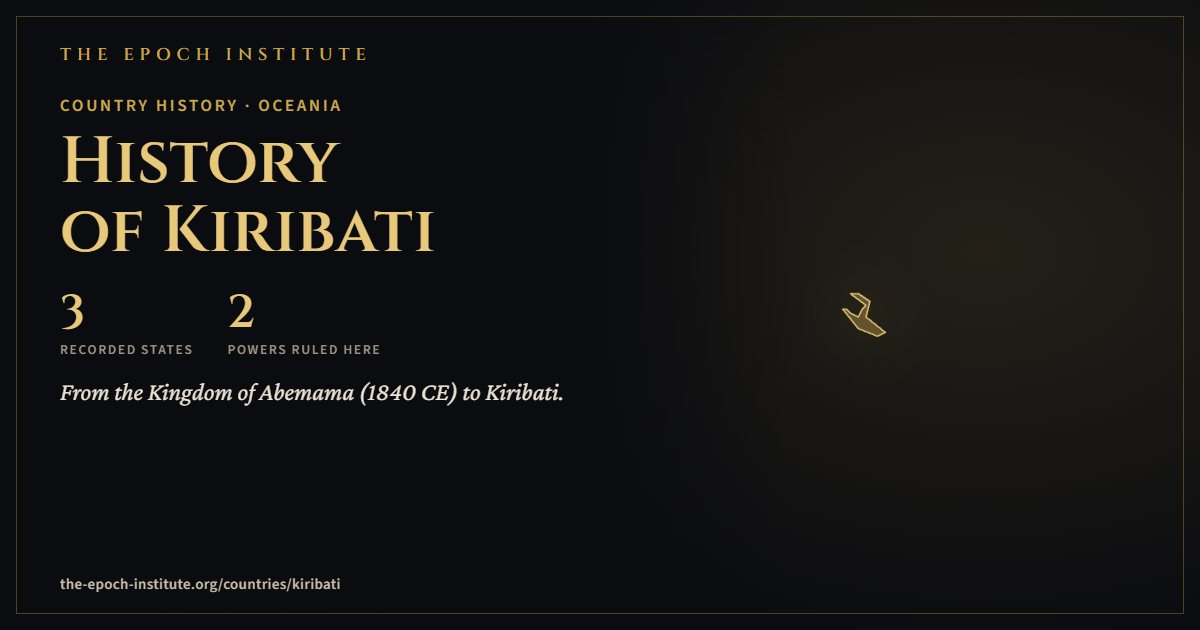 THE EPOCH INSTITUTE
COUNTRY HISTORY · OCEANIA
History
of Kiribati
3 2
RECORDED STATES POWERS RULED HERE
From the Kingdom of Abemama (1840 CE) to Kiribati.
the-epoch-institute.org/countries/kiribati